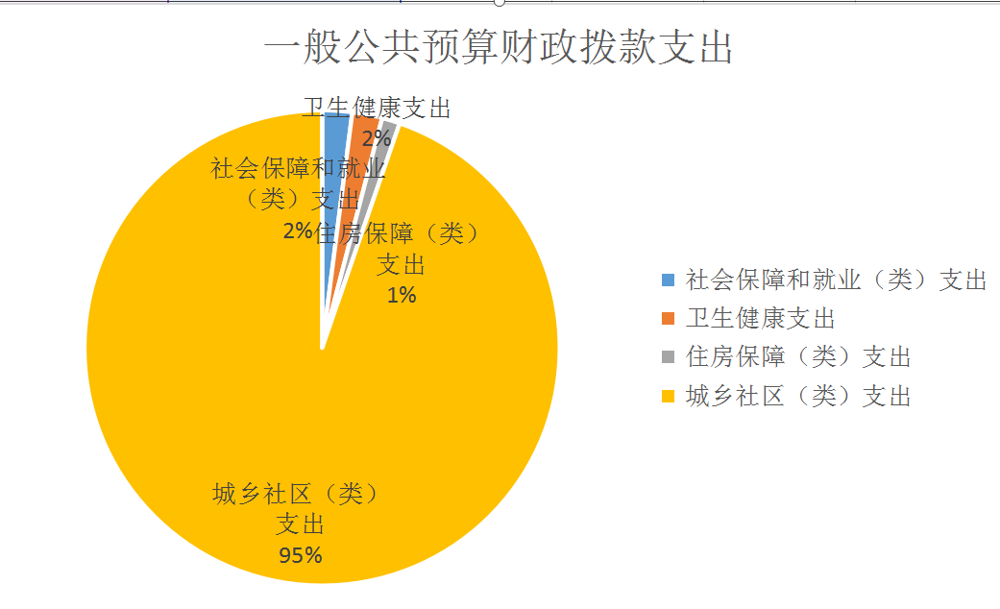 一般公共预算财政拨款支出
卫生健康支出
2%
社会保障和就业
（类）支出
2%
住房保障（类）
支出
1%
城乡社区（类）
支出
95%
社会保障和就业（类）支出
卫生健康支出
住房保障（类）支出
城乡社区（类）支出